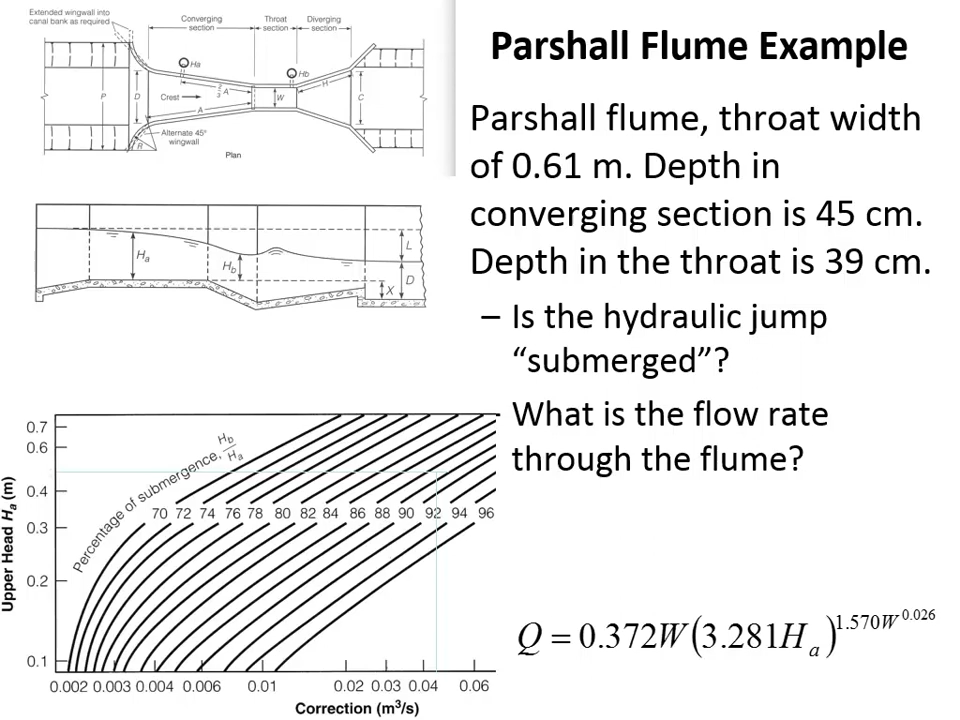 Extended wingwall into
canal bank as required
Converging
section
Throat
section
Diverging
section
Ha
Hb
2/3 A
H
P
D
Crest
W
C
A
R
Alternate 45°
wingwall
Plan
Parshall Flume Example
Parshall flume, throat width
of 0.61 m. Depth in
converging section is 45 cm.
Depth in the throat is 39 cm.
– Is the hydraulic jump
“submerged”?
– What is the flow rate
through the flume?
Ha
Hb
L
D
X
0.7
0.6
0.4
0.3
0.2
0.1
Upper Head Ha (m)
Percentage of submergence, Hb/Ha
70 72 74 76 78 80 82 84 86 88 90 92 94 96
0.002 0.003 0.004 0.006 0.01 0.02 0.03 0.04 0.06
Correction (m³/s)
Q = 0.372W(3.281Ha)^1.570W^0.026